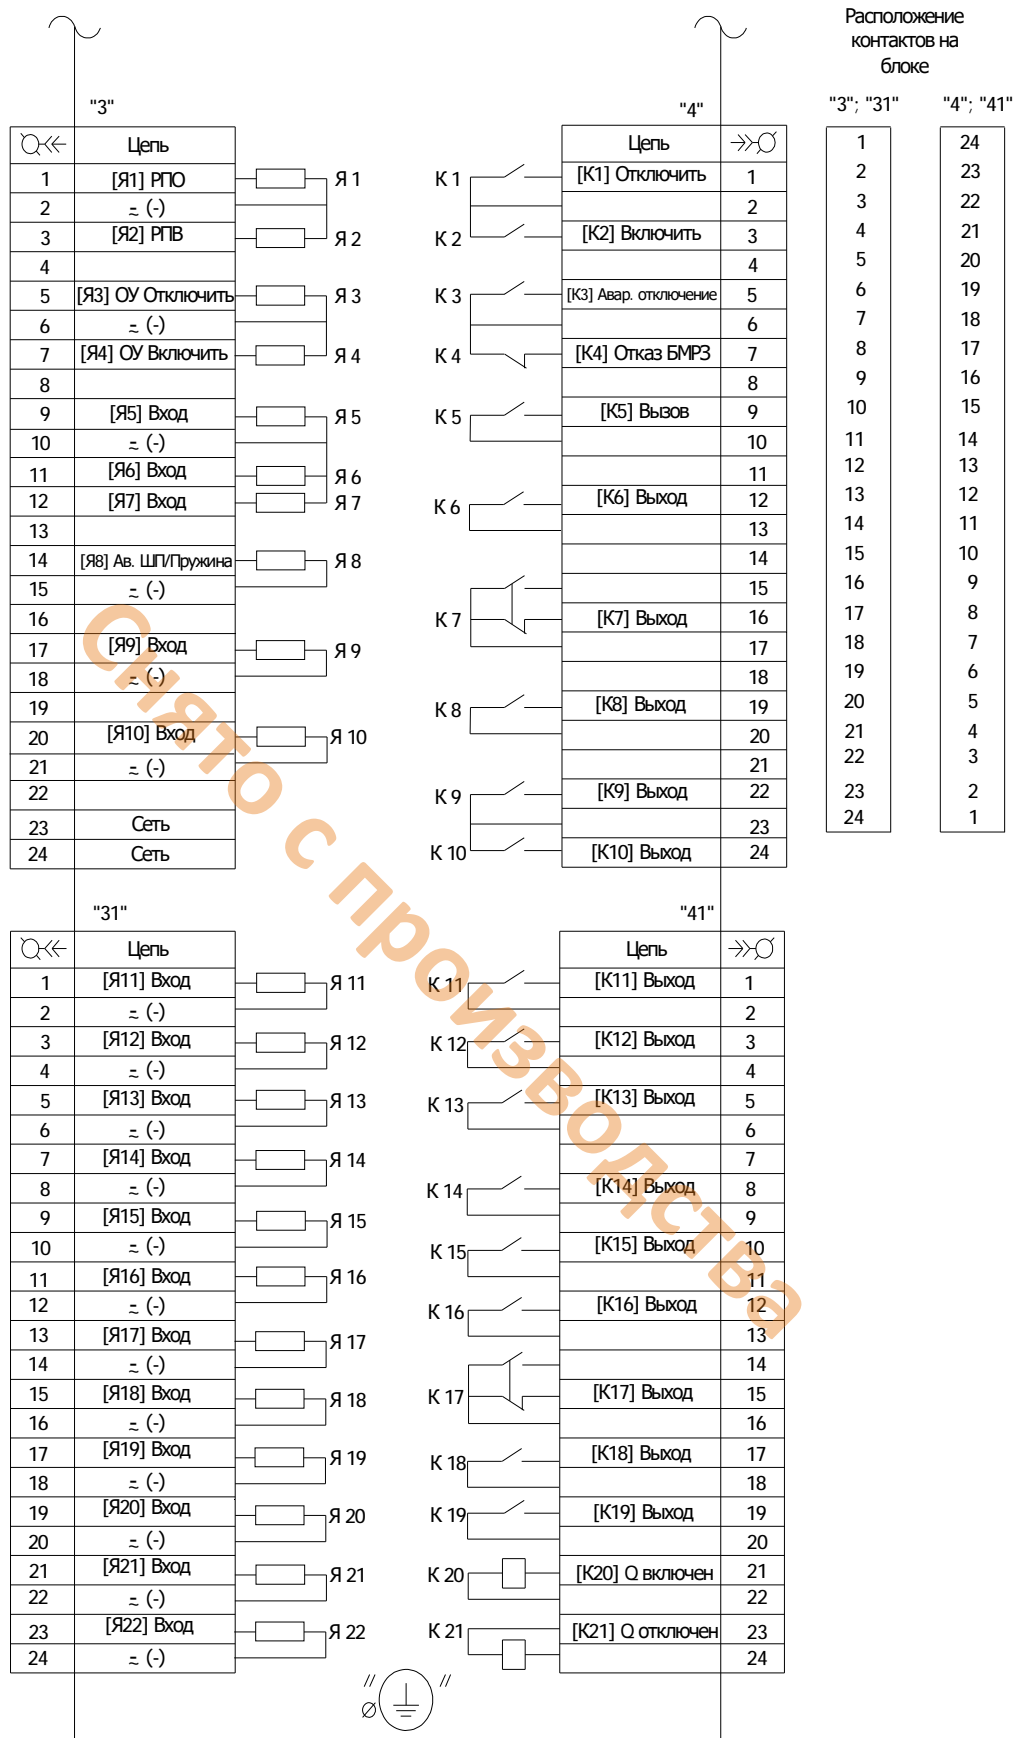 Расположение
контактов на
блоке
"3"; "31" "4"; "41"
1 24
2 23
3 22
4 21
5 20
6 19
7 18
8 17
9 16
10 15
11 14
12 13
13 12
14 11
15 10
16 9
17 8
18 7
19 6
20 5
21 4
22 3
23 2
24 1
"3"
Цепь
1 [Я1] РПО Я 1
2 ≂ (-)
3 [Я2] РПВ Я 2
4
5 [Я3] ОУ Отключить Я 3
6 ≂ (-)
7 [Я4] ОУ Включить Я 4
8
9 [Я5] Вход Я 5
10 ≂ (-)
11 [Я6] Вход Я 6
12 [Я7] Вход Я 7
13
14 [Я8] Ав. ШП/Пружина Я 8
15 ≂ (-)
16
17 [Я9] Вход Я 9
18 ≂ (-)
19
20 [Я10] Вход Я 10
21 ≂ (-)
22
23 Сеть
24 Сеть
"4"
Цепь
К 1 [К1] Отключить 1
2
К 2 [К2] Включить 3
4
К 3 [К3] Авар. отключение 5
6
К 4 [К4] Отказ БМРЗ 7
8
К 5 [К5] Вызов 9
10
11
К 6 [К6] Выход 12
13
14
15
К 7 [К7] Выход 16
17
18
К 8 [К8] Выход 19
20
21
К 9 [К9] Выход 22
23
К 10 [К10] Выход 24
"31"
Цепь
1 [Я11] Вход Я 11
2 ≂ (-)
3 [Я12] Вход Я 12
4 ≂ (-)
5 [Я13] Вход Я 13
6 ≂ (-)
7 [Я14] Вход Я 14
8 ≂ (-)
9 [Я15] Вход Я 15
10 ≂ (-)
11 [Я16] Вход Я 16
12 ≂ (-)
13 [Я17] Вход Я 17
14 ≂ (-)
15 [Я18] Вход Я 18
16 ≂ (-)
17 [Я19] Вход Я 19
18 ≂ (-)
19 [Я20] Вход Я 20
20 ≂ (-)
21 [Я21] Вход Я 21
22 ≂ (-)
23 [Я22] Вход Я 22
24 ≂ (-)
"41"
Цепь
К 11 [К11] Выход 1
2
К 12 [К12] Выход 3
4
К 13 [К13] Выход 5
6
7
К 14 [К14] Выход 8
9
К 15 [К15] Выход 10
11
К 16 [К16] Выход 12
13
14
К 17 [К17] Выход 15
16
К 18 [К18] Выход 17
18
К 19 [К19] Выход 19
20
К 20 [К20] Q включен 21
22
К 21 [К21] Q отключен 23
24
Снято с производства